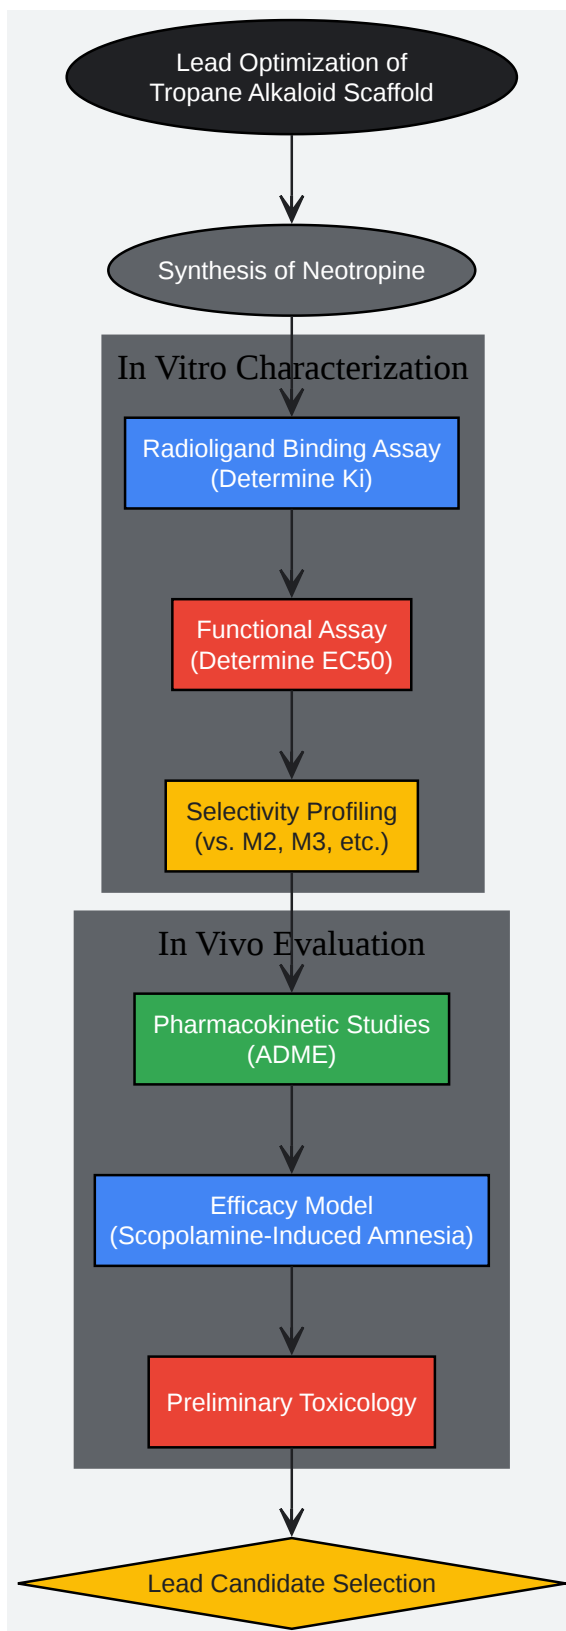 Lead Optimization of
Tropane Alkaloid Scaffold
Synthesis of Neotropine
In Vitro Characterization
Radioligand Binding Assay
(Determine Ki)
Functional Assay
(Determine EC50)
Selectivity Profiling
(vs. M2, M3, etc.)
In Vivo Evaluation
Pharmacokinetic Studies
(ADME)
Efficacy Model
(Scopolamine-Induced Amnesia)
Preliminary Toxicology
Lead Candidate Selection